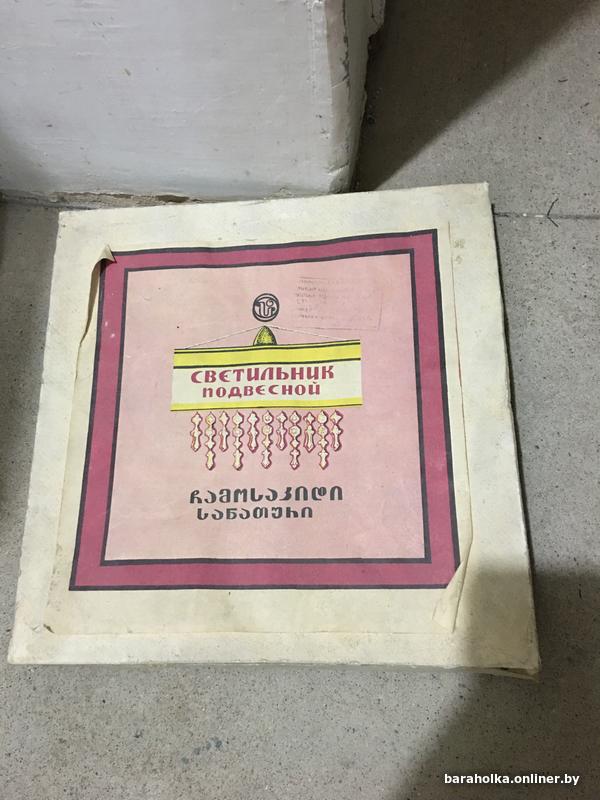 СВЕТИЛЬНИК
ПОДВЕСНОЙ
ჩამოსაკიდი
სანათური
baraholka.onliner.by